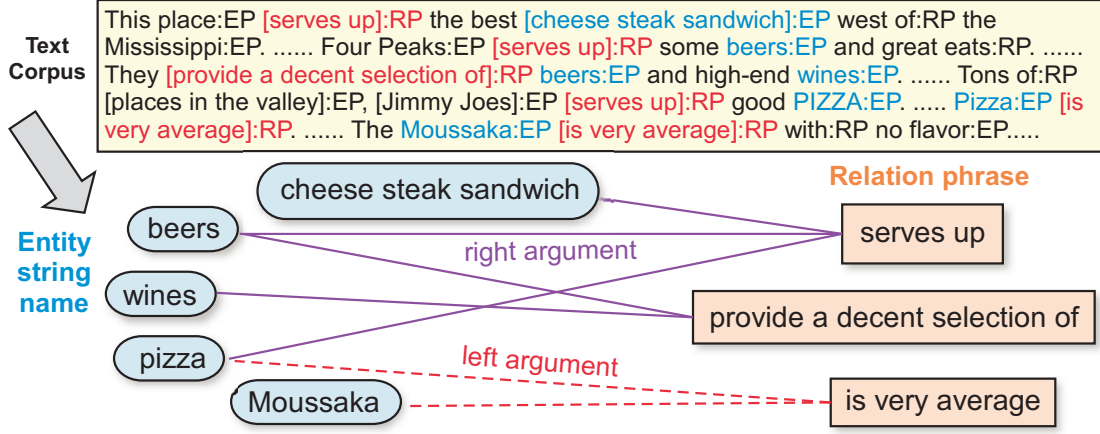 Text
Corpus
This place:EP [serves up]:RP the best [cheese steak sandwich]:EP west of:RP the
Mississippi:EP. ...... Four Peaks:EP [serves up]:RP some beers:EP and great eats:RP. ......
They [provide a decent selection of]:RP beers:EP and high-end wines:EP. ...... Tons of:RP
[places in the valley]:EP, [Jimmy Joes]:EP [serves up]:RP good PIZZA:EP. ..... Pizza:EP [is
very average]:RP. ...... The Moussaka:EP [is very average]:RP with:RP no flavor:EP.....
Relation phrase
cheese steak sandwich
beers
serves up
right argument
Entity
string
name
wines
provide a decent selection of
pizza
left argument
Moussaka
is very average